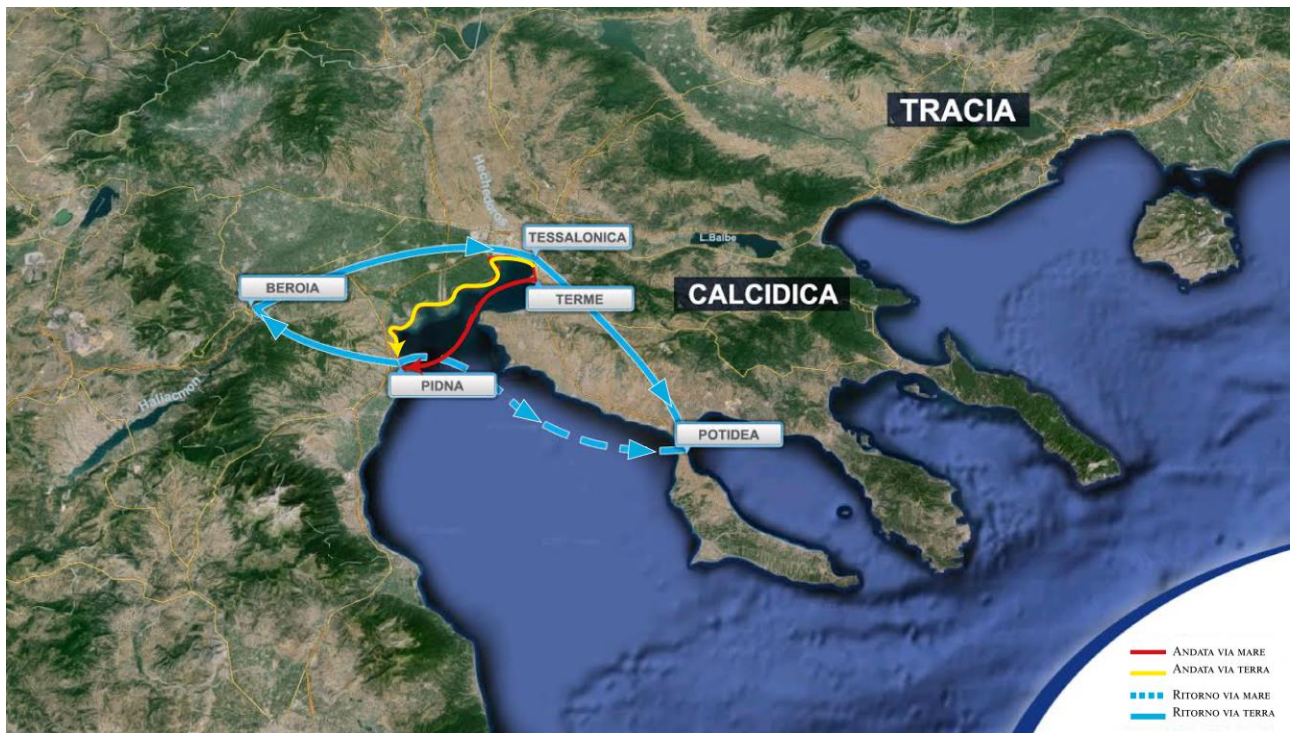 TRACIA
TESSALONICA
L.Balbe
BEROIA
TERME
CALCIDICA
PIDNA
Haliacmon
POTIDEA
ANDATA VIA MARE
ANDATA VIA TERRA
RITORNO VIA MARE
RITORNO VIA TERRA